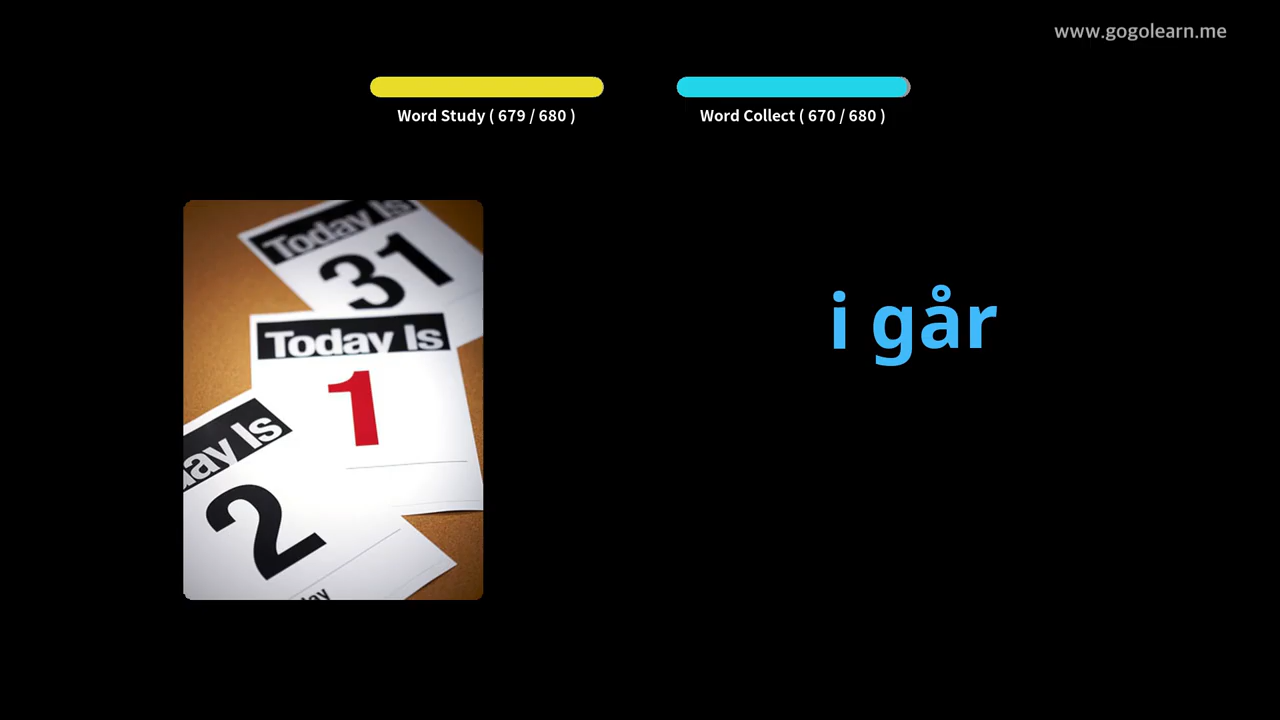 www.gogolearn.me
Word Study ( 679 / 680 )
Word Collect ( 670 / 680 )
Today Is
31
Today Is
1
ay Is
2
ay
i går